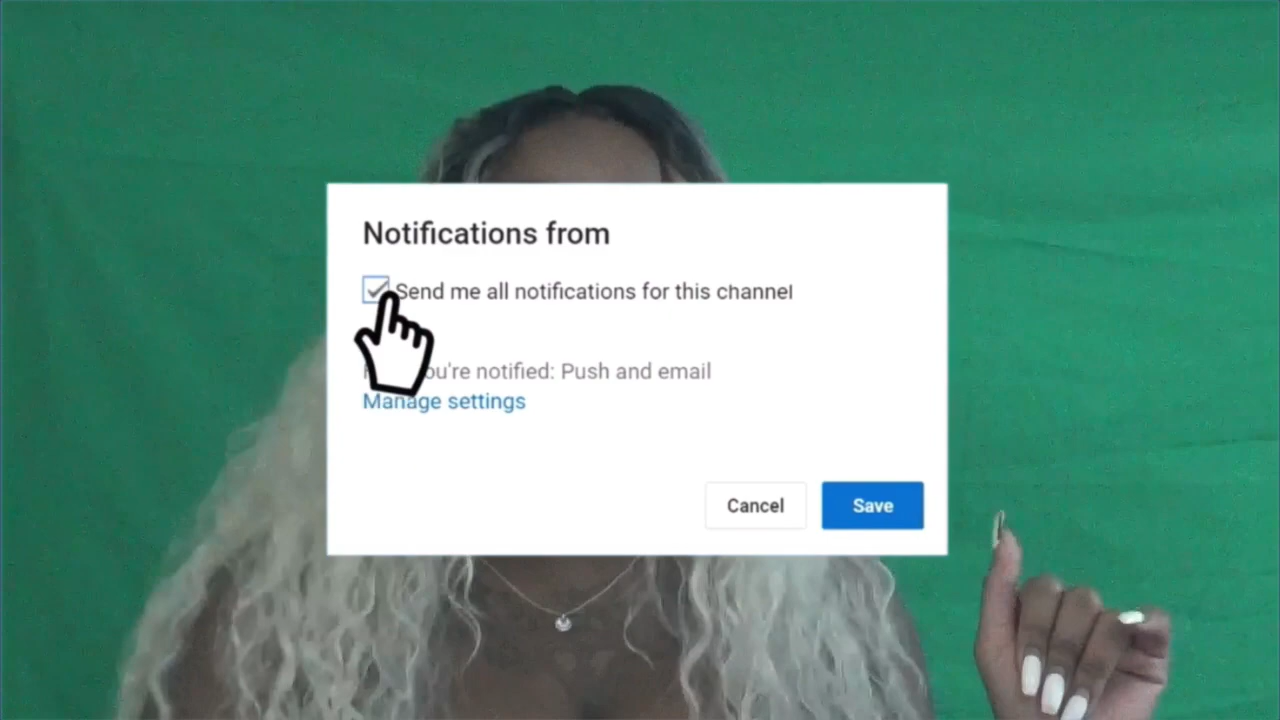 Notifications from
Send me all notifications for this channel
you're notified: Push and email
Manage settings
Cancel
Save